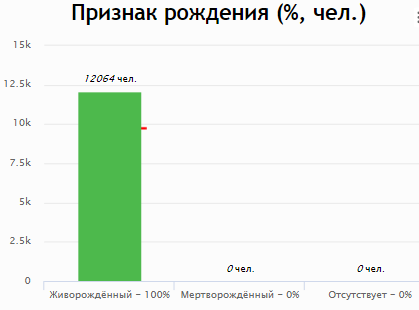 Признак рождения (%, чел.)
15k
12.5k
10k
7.5k
5k
2.5k
0
12064 чел.
0 чел.
0 чел.
Живорождённый - 100%
Мертворождённый - 0%
Отсутствует - 0%